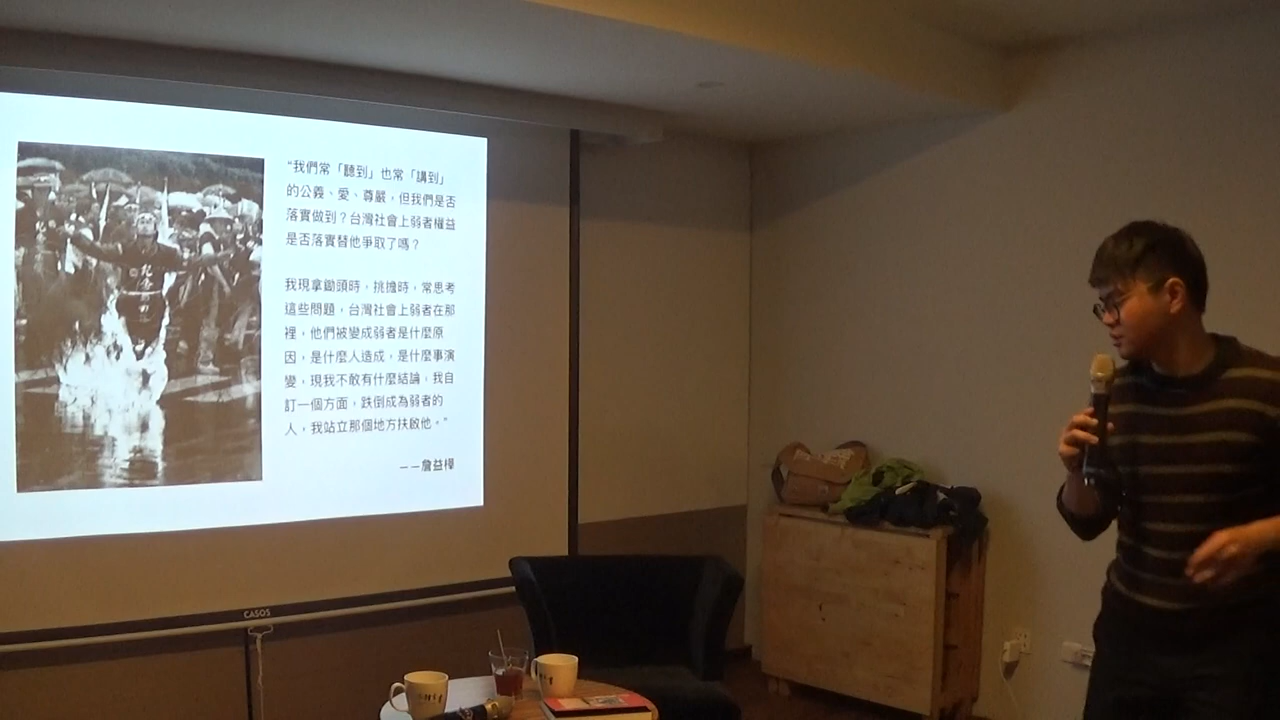 “我們常「聽到」也常「講到」
的公義、愛、尊嚴，但我們是否
落實做到？台灣社會上弱者權益
是否落實替他爭取了嗎？
我現拿鋤頭時，挑擔時，常思考
這些問題，台灣社會上弱者在那
裡，他們被變成弱者是什麼原
因，是什麼人造成，是什麼事演
變，現我不敢有什麼結論，我自
訂一個方面，跌倒成為弱者的
人，我站立那個地方扶啟他。”
——詹益樺
CASOS